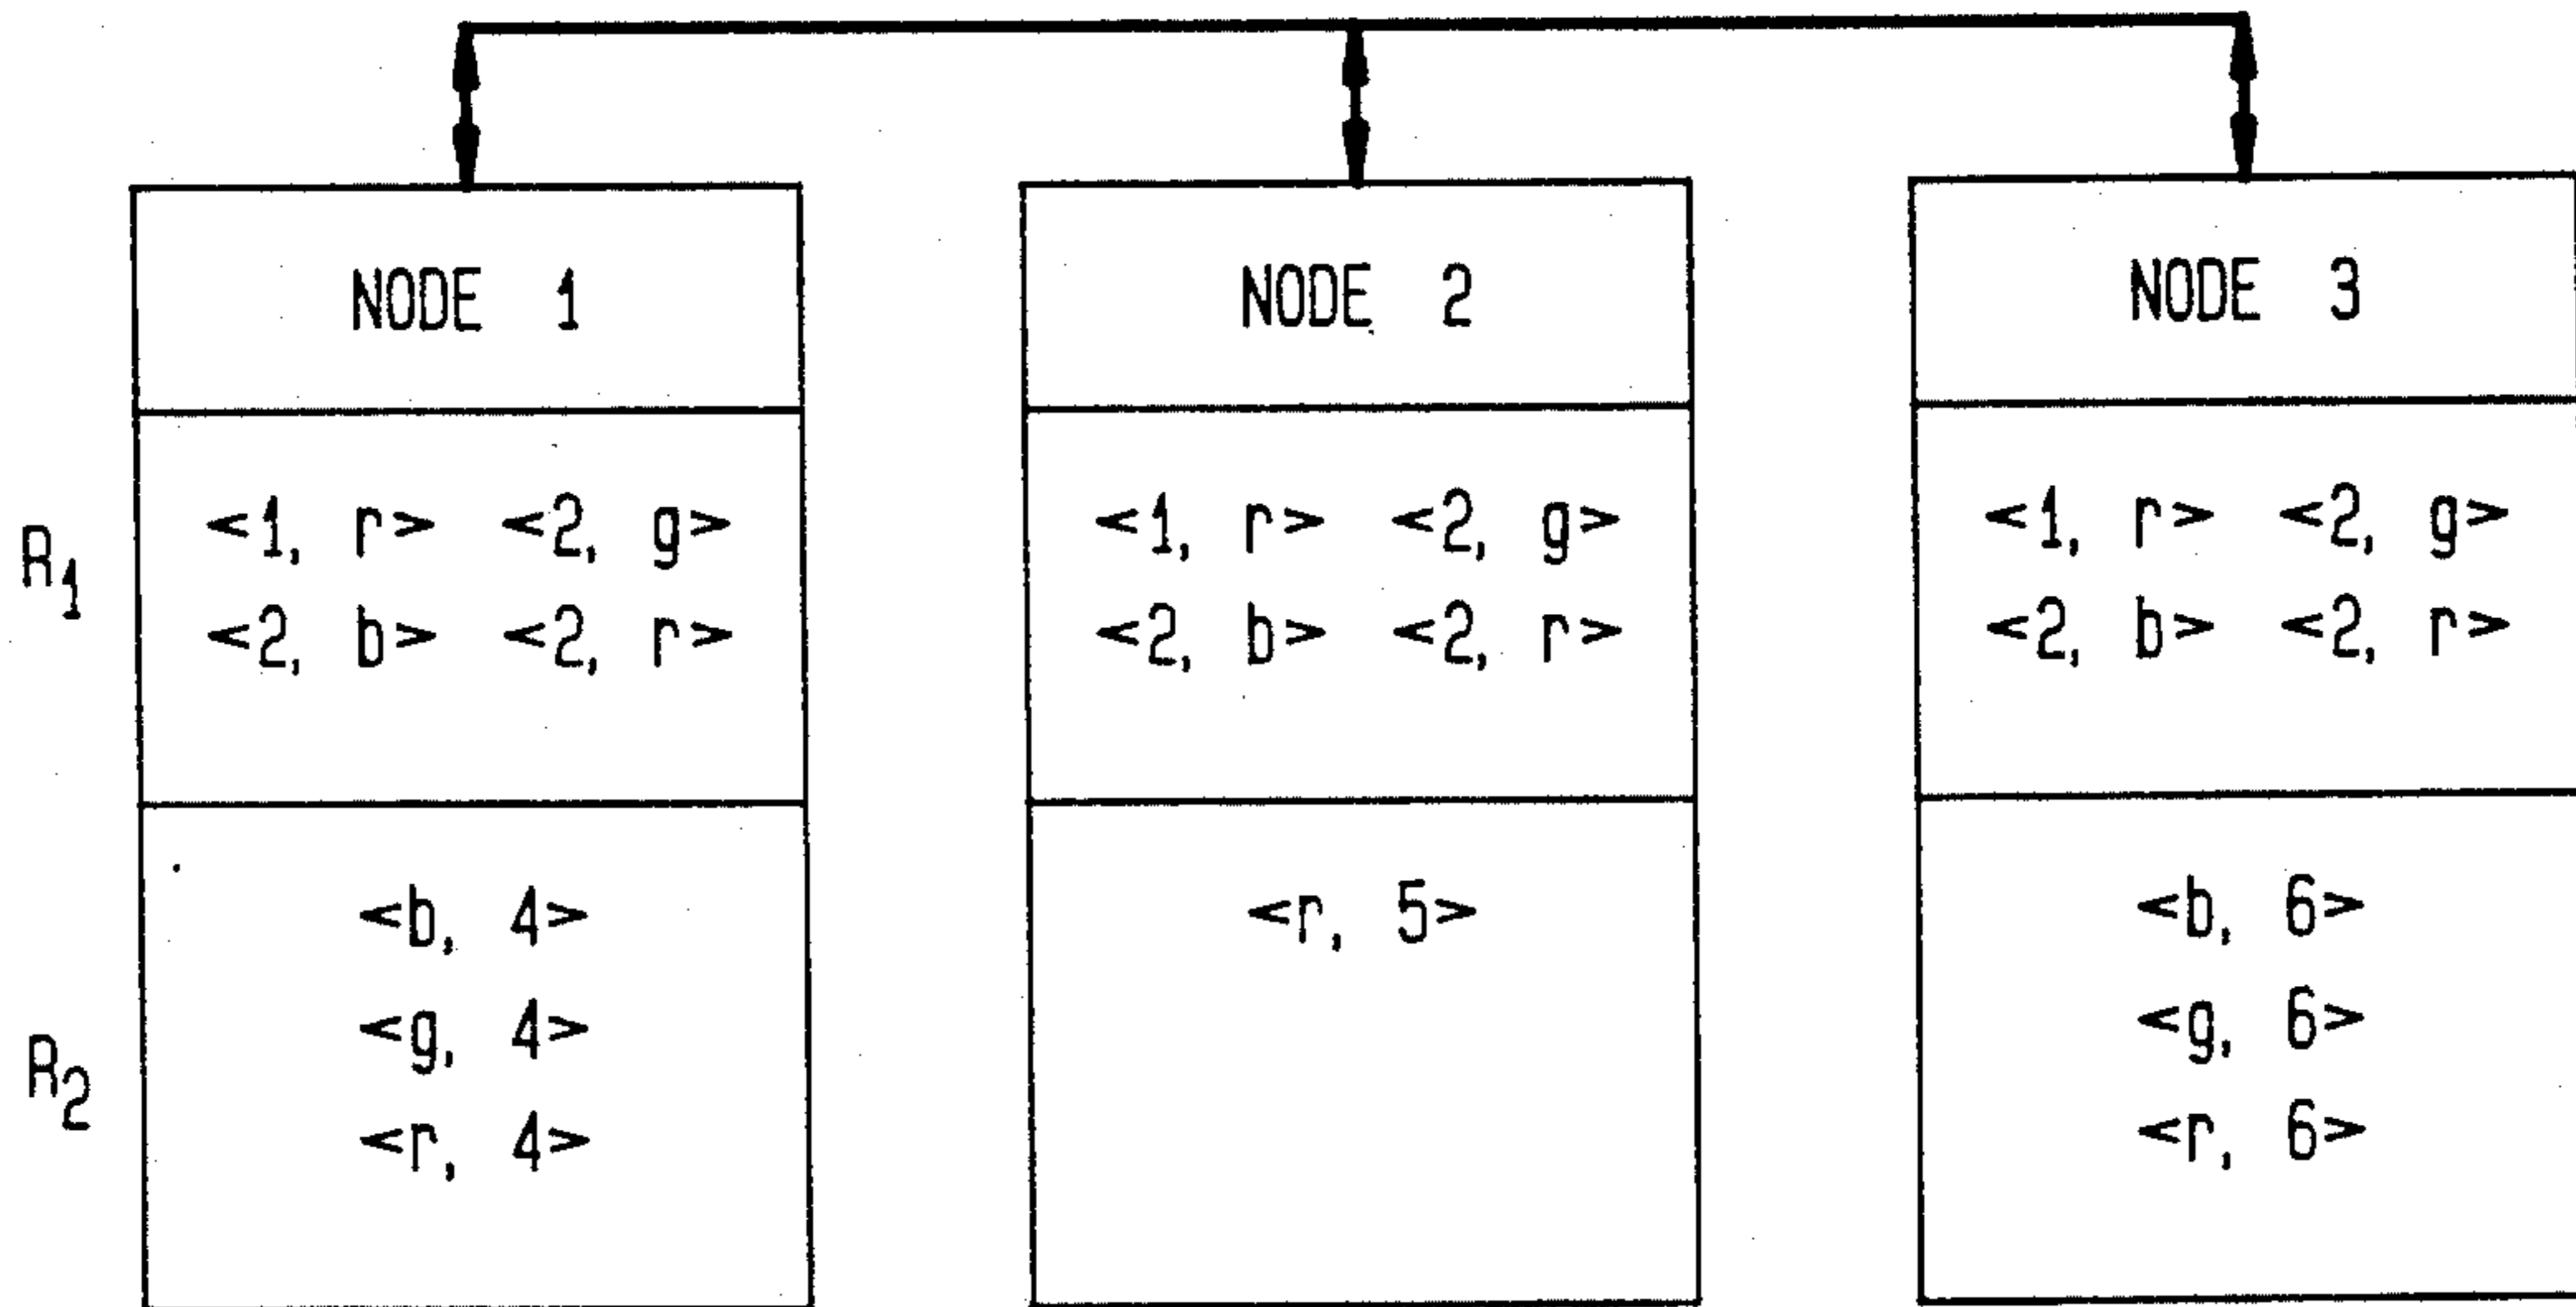 NODE 1 NODE 2 NODE 3
R1 <1, r> <2, g> <1, r> <2, g> <1, r> <2, g>
<2, b> <2, r> <2, b> <2, r> <2, b> <2, r>
R2 <b, 4> <r, 5> <b, 6>
<g, 4> <g, 6>
<r, 4> <r, 6>